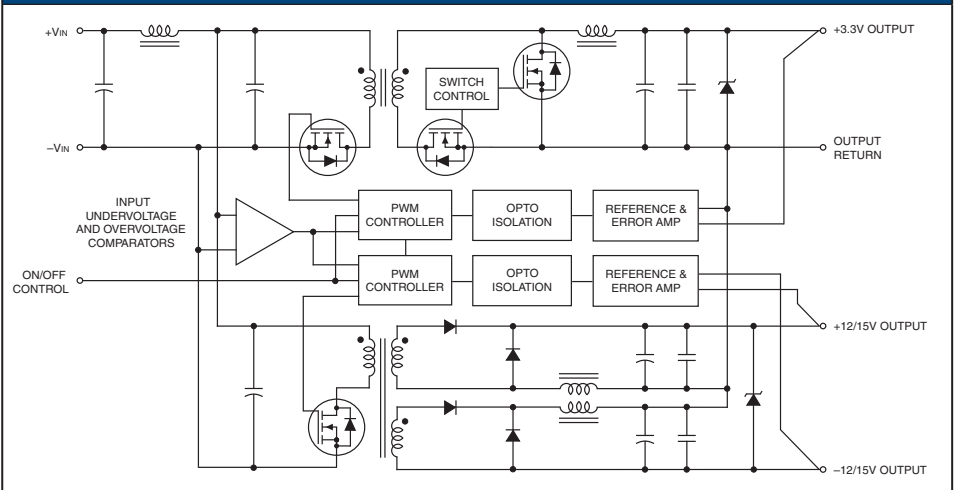 +VIN
+3.3V OUTPUT
SWITCH
CONTROL
–VIN
OUTPUT
RETURN
INPUT
UNDERVOLTAGE
AND OVERVOLTAGE
COMPARATORS
PWM
CONTROLLER
OPTO
ISOLATION
REFERENCE &
ERROR AMP
ON/OFF
CONTROL
PWM
CONTROLLER
OPTO
ISOLATION
REFERENCE &
ERROR AMP
+12/15V OUTPUT
–12/15V OUTPUT